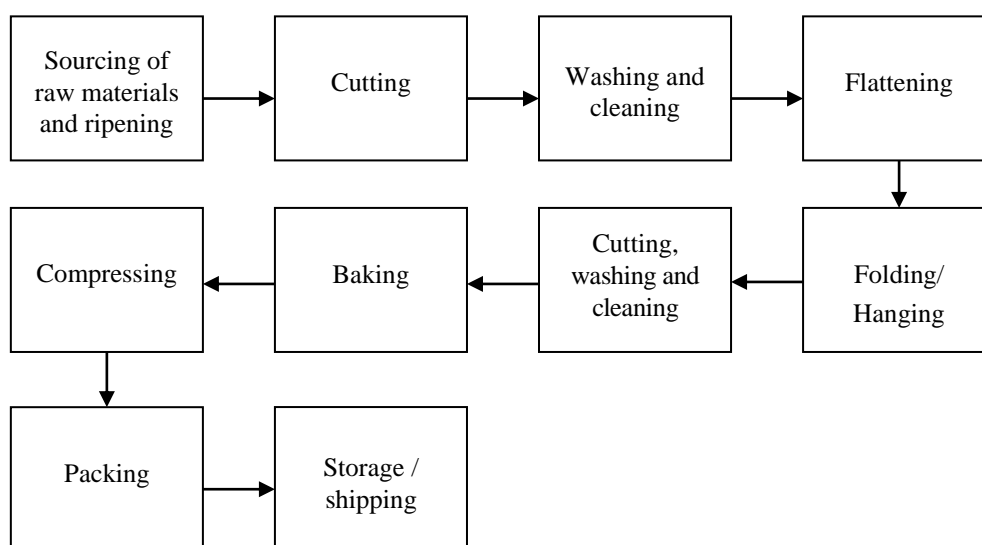 Sourcing of
raw materials
and ripening
Cutting
Washing and
cleaning
Flattening
Folding/
Hanging
Cutting,
washing and
cleaning
Baking
Compressing
Packing
Storage /
shipping